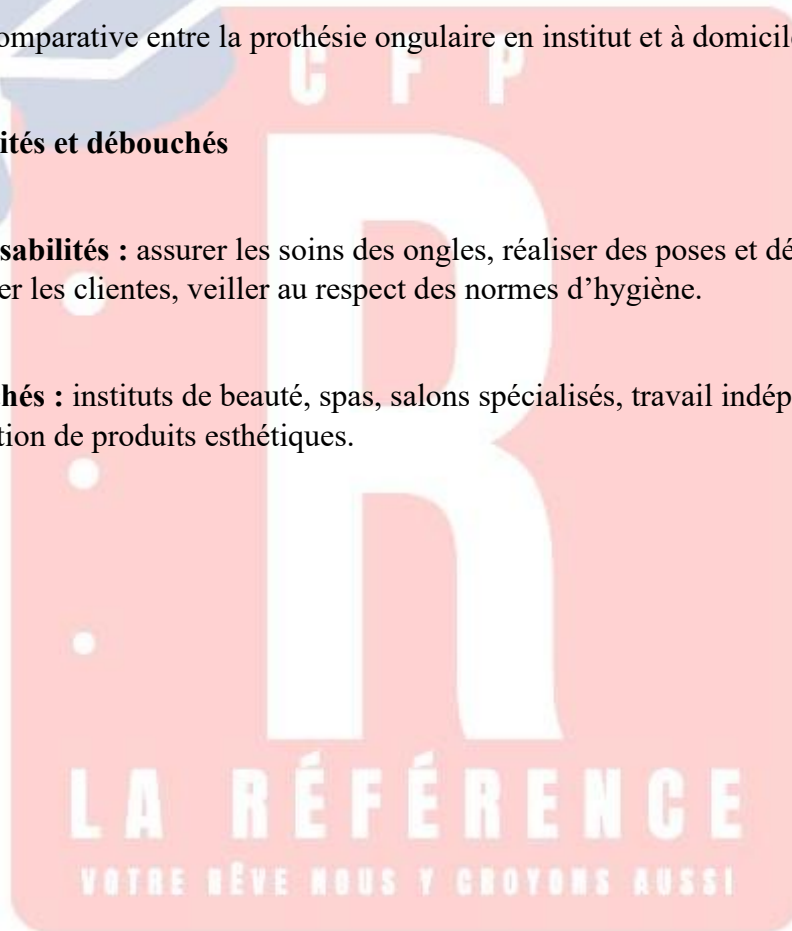 omparative entre la prothésie ongulaire en institut et à domicile
C F P
ités et débouchés
sabilités : assurer les soins des ongles, réaliser des poses et dé
er les clientes, veiller au respect des normes d’hygiène.
hés : instituts de beauté, spas, salons spécialisés, travail indép
tion de produits esthétiques.
R
LA RÉFÉRENCE
VOTRE RÊVE NOUS Y CROYONS AUSSI